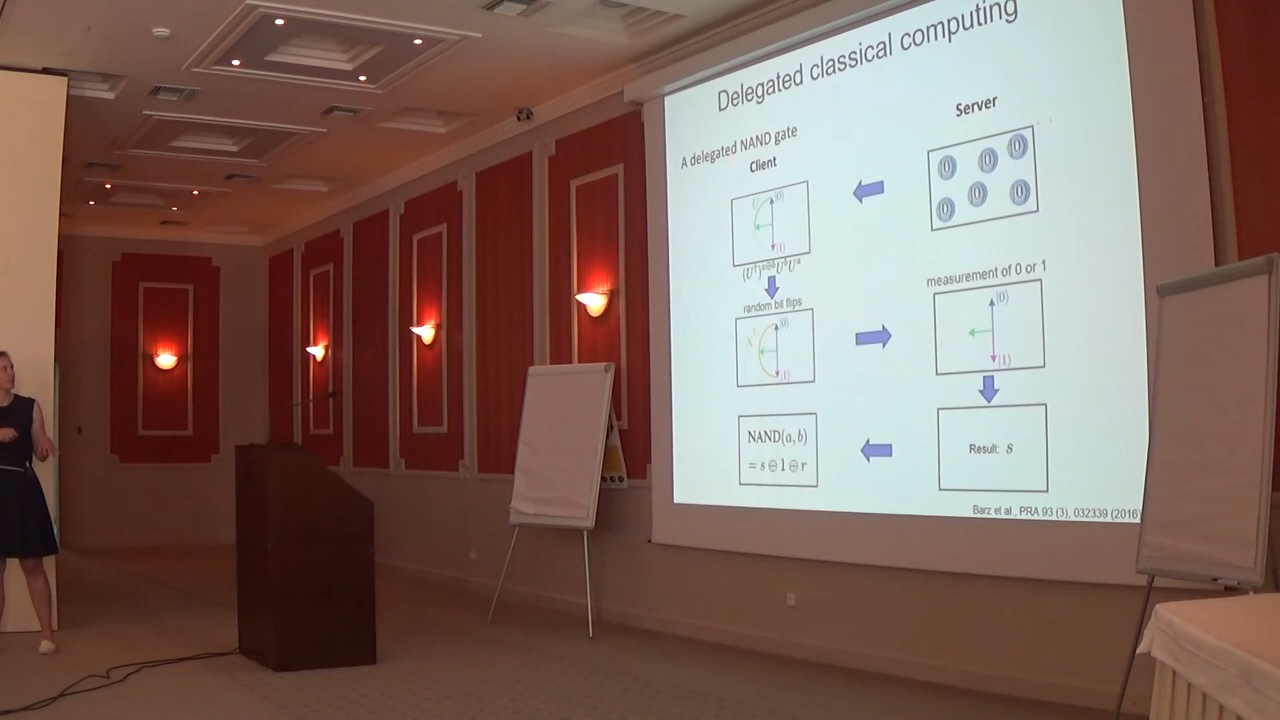 Delegated classical computing
A delegated NAND gate
Client
Server
|0⟩ |0⟩ |0⟩
|0⟩ |0⟩ |0⟩
U |0⟩
|1⟩
(U†)ᵃ⊕ᵇUᵇUᵃ
random bit flips
|0⟩
|1⟩
measurement of 0 or 1
|0⟩
|1⟩
NAND(a, b)
= s ⊕ 1 ⊕ r
Result: s
Barz et al., PRA 93 (3), 032339 (2016)